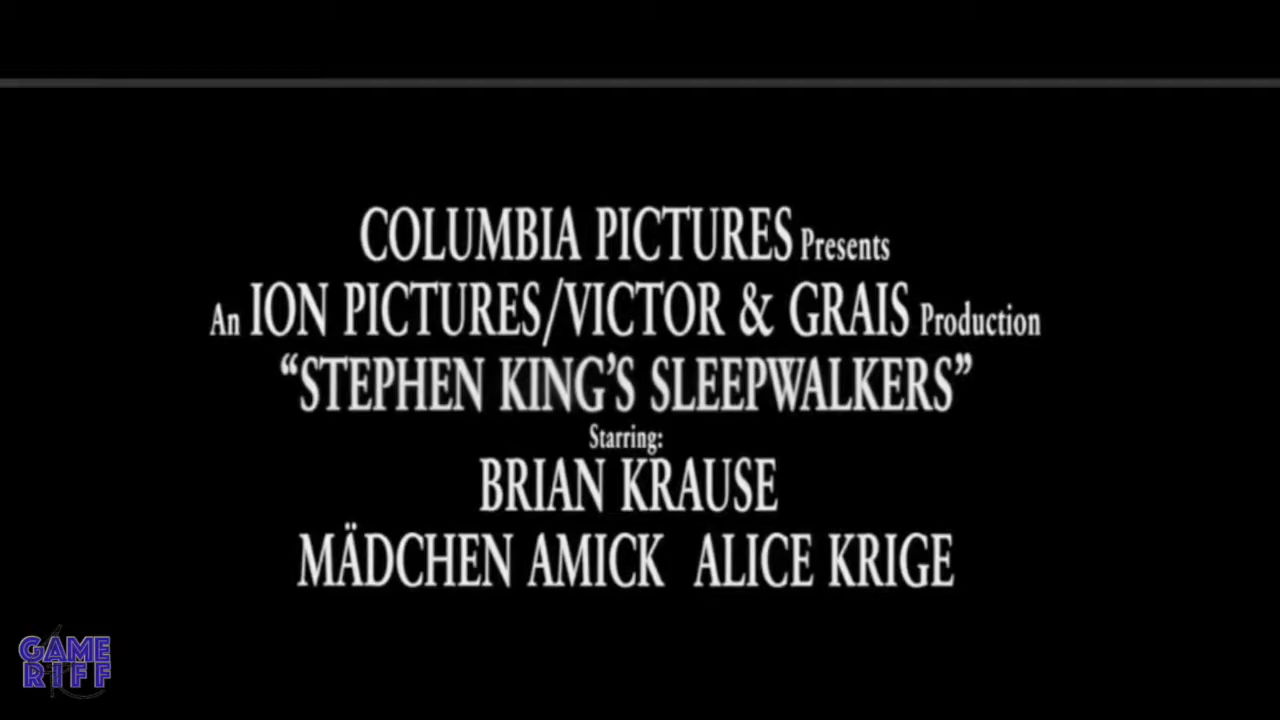 COLUMBIA PICTURES Presents
An ION PICTURES/VICTOR & GRAIS Production
“STEPHEN KING’S SLEEPWALKERS”
Starring:
BRIAN KRAUSE
MÄDCHEN AMICK ALICE KRIGE
GAME
RIFF